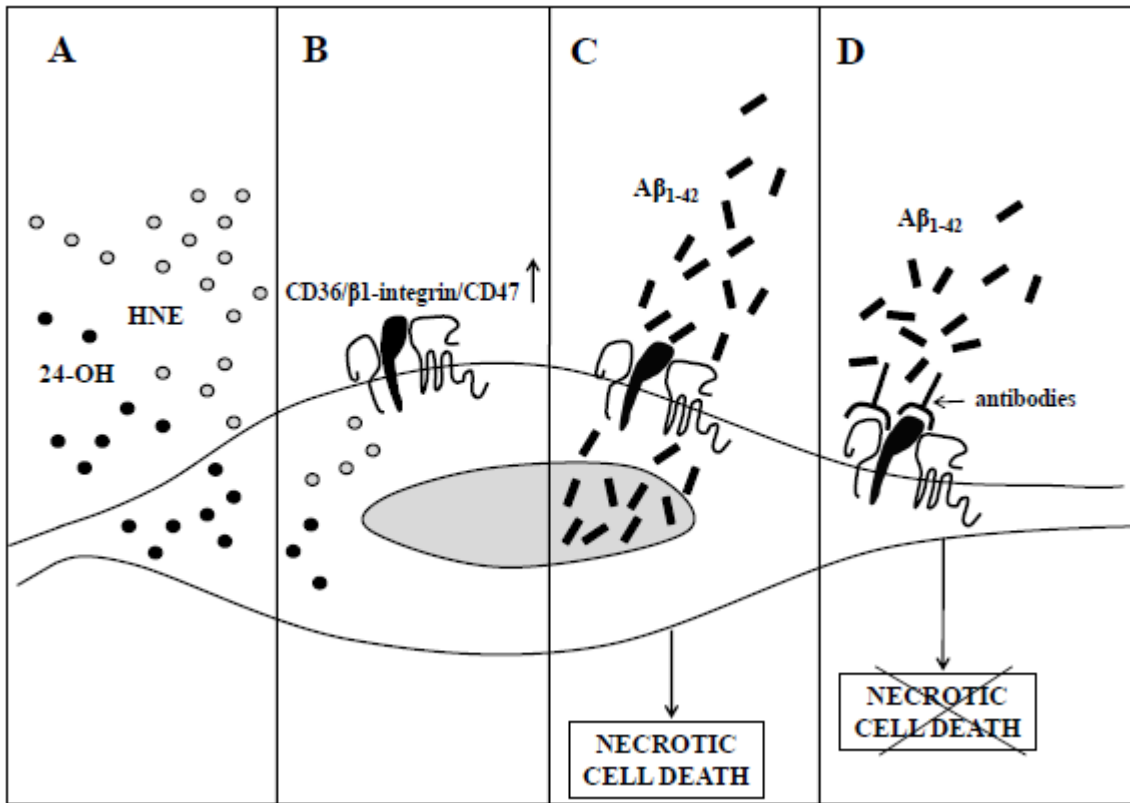 A
HNE
24-OH
B
CD36/β1-integrin/CD47
C
Aβ1-42
NECROTIC
CELL DEATH
D
Aβ1-42
antibodies
NECROTIC
CELL DEATH